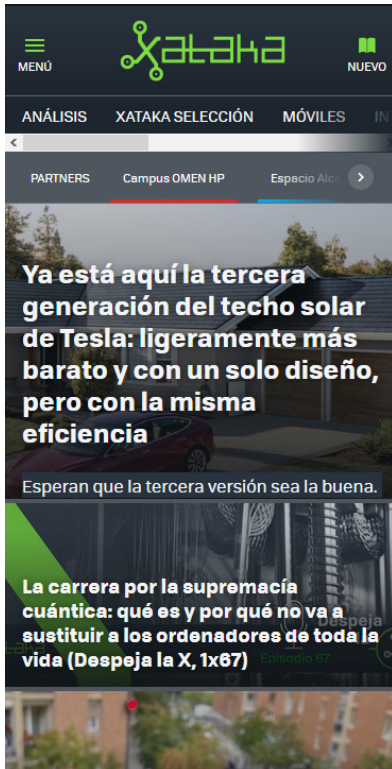 xataka
MENÚ
NUEVO
ANÁLISIS XATAKA SELECCIÓN MÓVILES IN
PARTNERS Campus OMEN HP Espacio Alc
Ya está aquí la tercera
generación del techo solar
de Tesla: ligeramente más
barato y con un solo diseño,
pero con la misma
eficiencia
Esperan que la tercera versión sea la buena.
La carrera por la supremacía
cuántica: qué es y por qué no va a
sustituir a los ordenadores de toda la
vida (Despeja la X, 1x67)
Despeja
Episodio 67